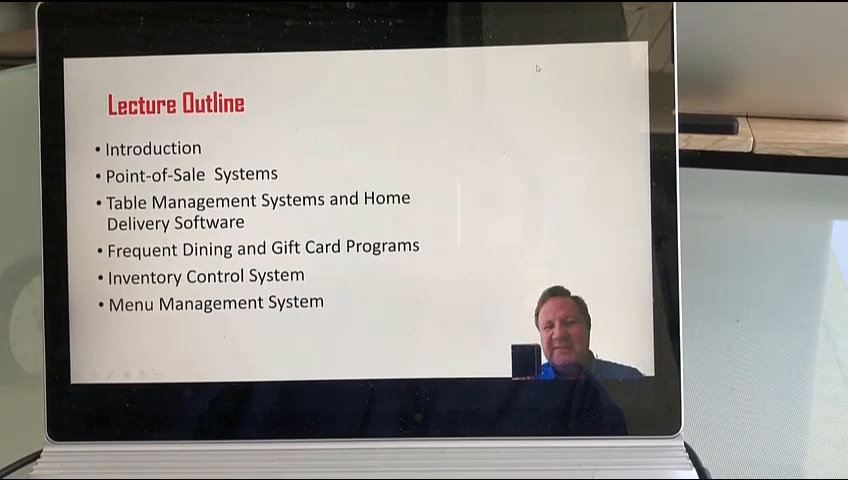 Lecture Outline
• Introduction
• Point-of-Sale Systems
• Table Management Systems and Home
Delivery Software
• Frequent Dining and Gift Card Programs
• Inventory Control System
• Menu Management System